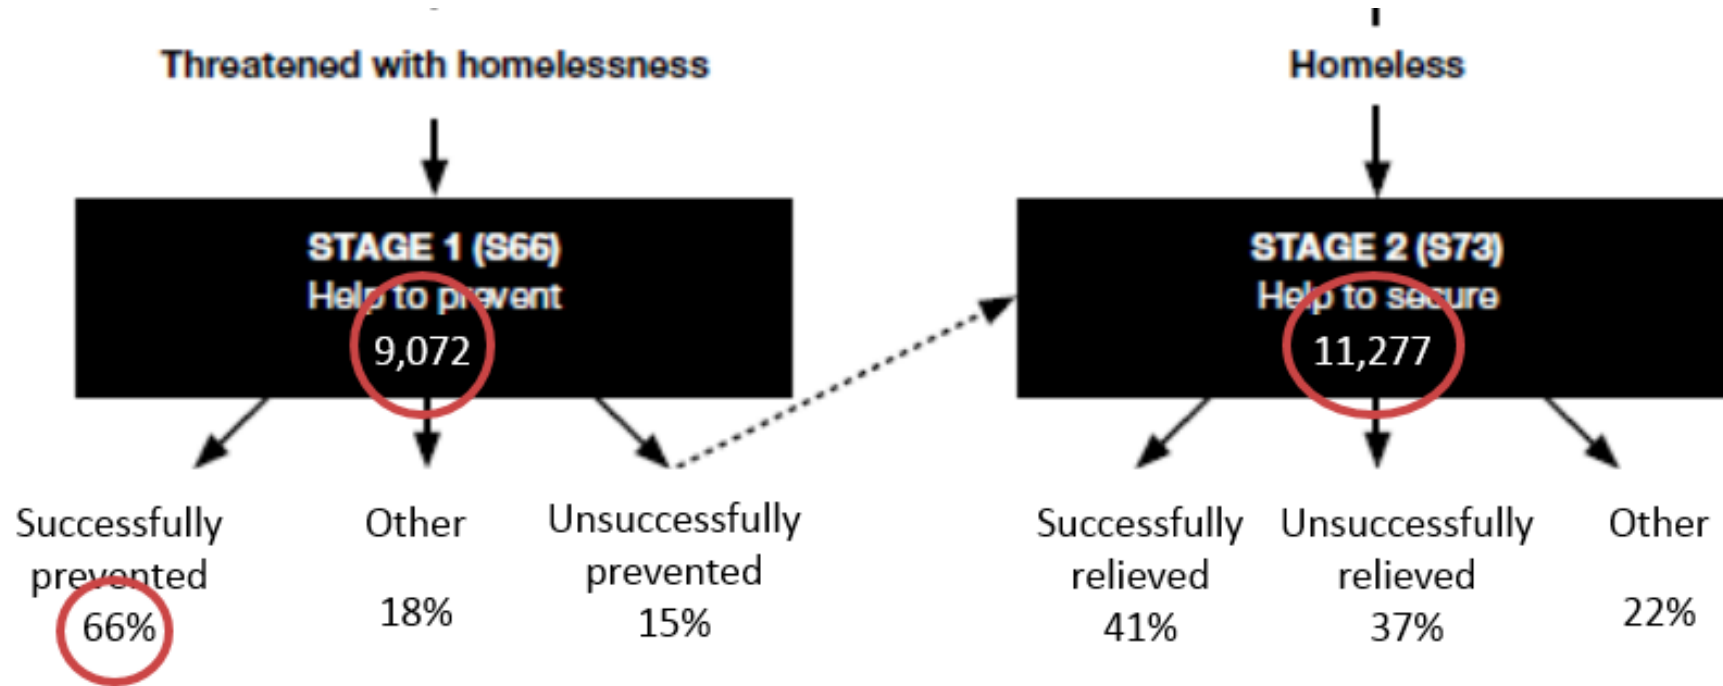 Threatened with homelessness
Homeless
STAGE 1 (S66)
Help to prevent
9,072
STAGE 2 (S73)
Help to secure
11,277
Successfully
prevented
66%
Other
18%
Unsuccessfully
prevented
15%
Successfully
relieved
41%
Unsuccessfully
relieved
37%
Other
22%